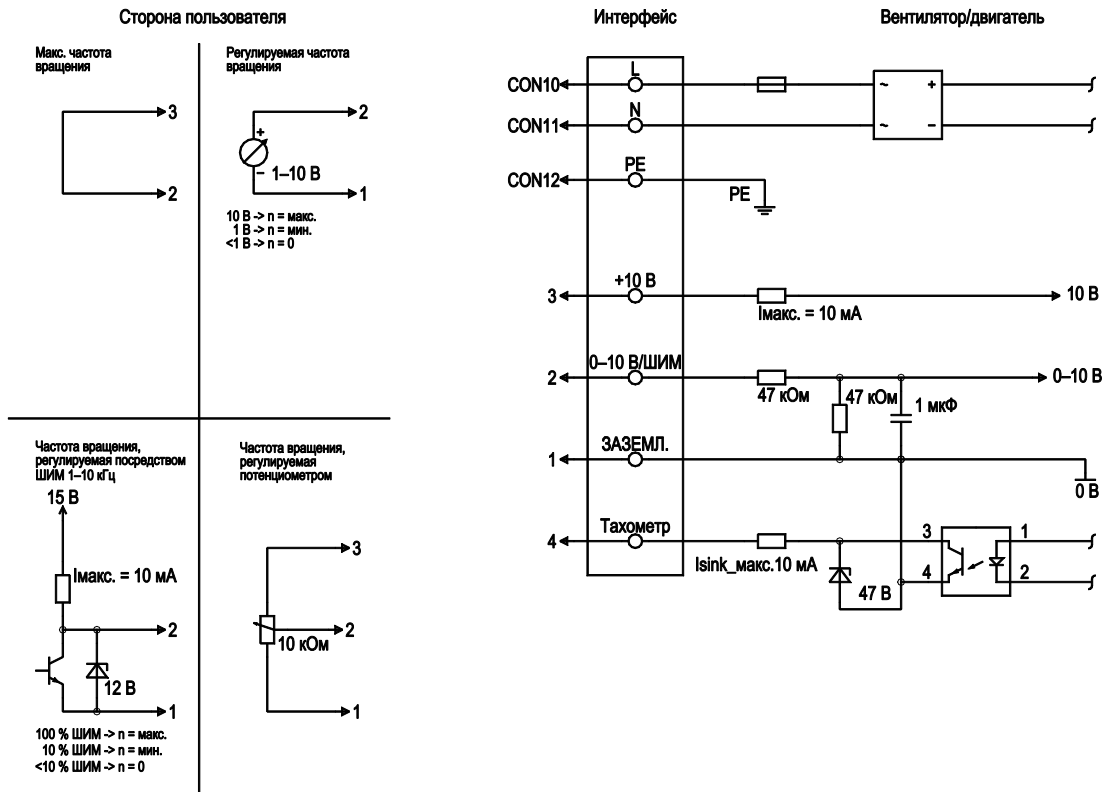 Сторона пользователя
Интерфейс
Вентилятор/двигатель
Макс. частота
вращения
3
2
Регулируемая частота
вращения
2
+
–
1–10 В
1
10 В -> n = макс.
1 В -> n = мин.
<1 В -> n = 0
Частота вращения,
регулируемая посредством
ШИМ 1–10 кГц
15 В
Iмакс. = 10 мА
2
12 В
1
100 % ШИМ -> n = макс.
10 % ШИМ -> n = мин.
<10 % ШИМ -> n = 0
Частота вращения,
регулируемая
потенциометром
3
2
10 кОм
1
L
CON10
~ +
N
CON11
~ –
PE
CON12
PE
+10 В
3
10 В
Iмакс. = 10 мА
0–10 В/ШИМ
2
0–10 В
47 кОм
47 кОм
1 мкФ
ЗАЗЕМЛ.
1
0 В
Тахометр
4
3
1
Isink_макс.10 мА
4
2
47 В